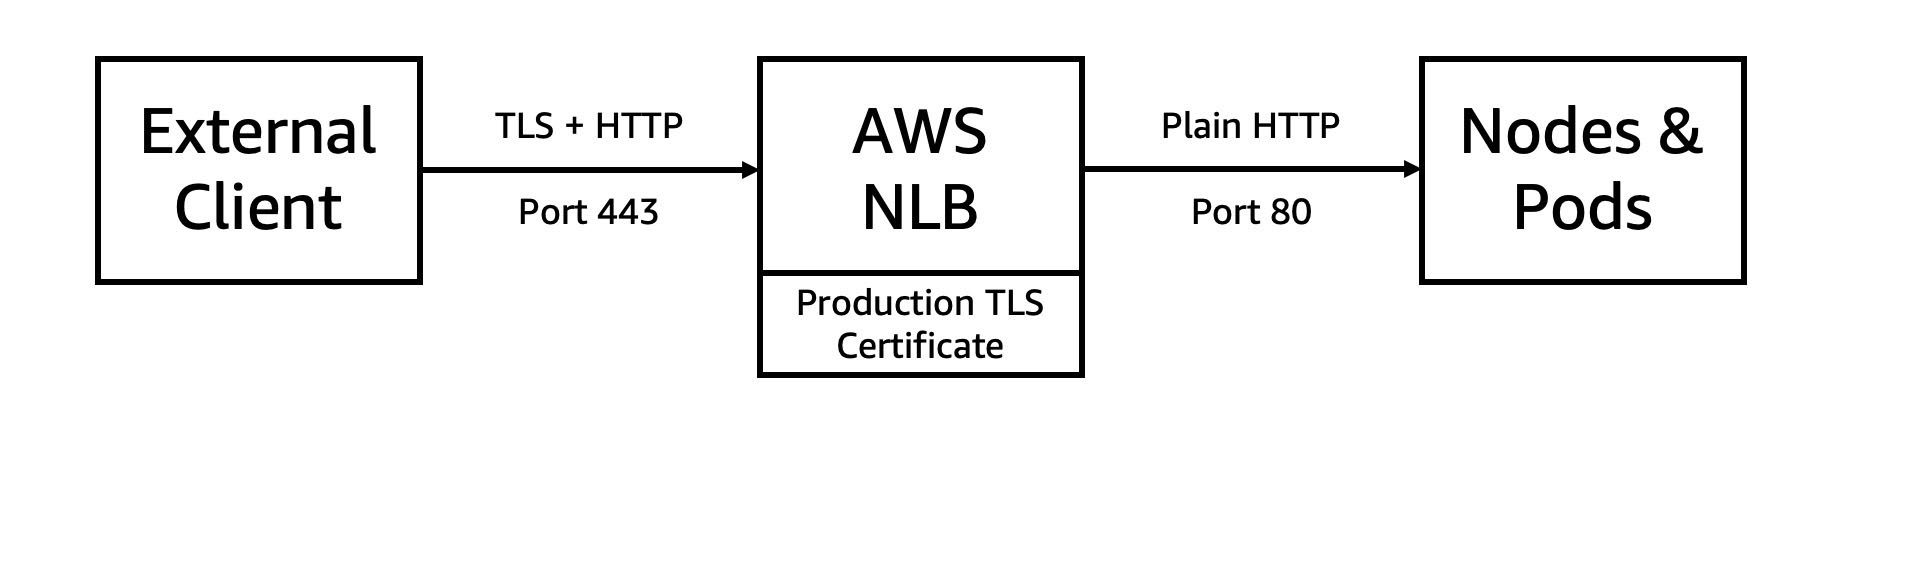 External
Client
TLS + HTTP
Port 443
AWS
NLB
Production TLS
Certificate
Plain HTTP
Port 80
Nodes &
Pods